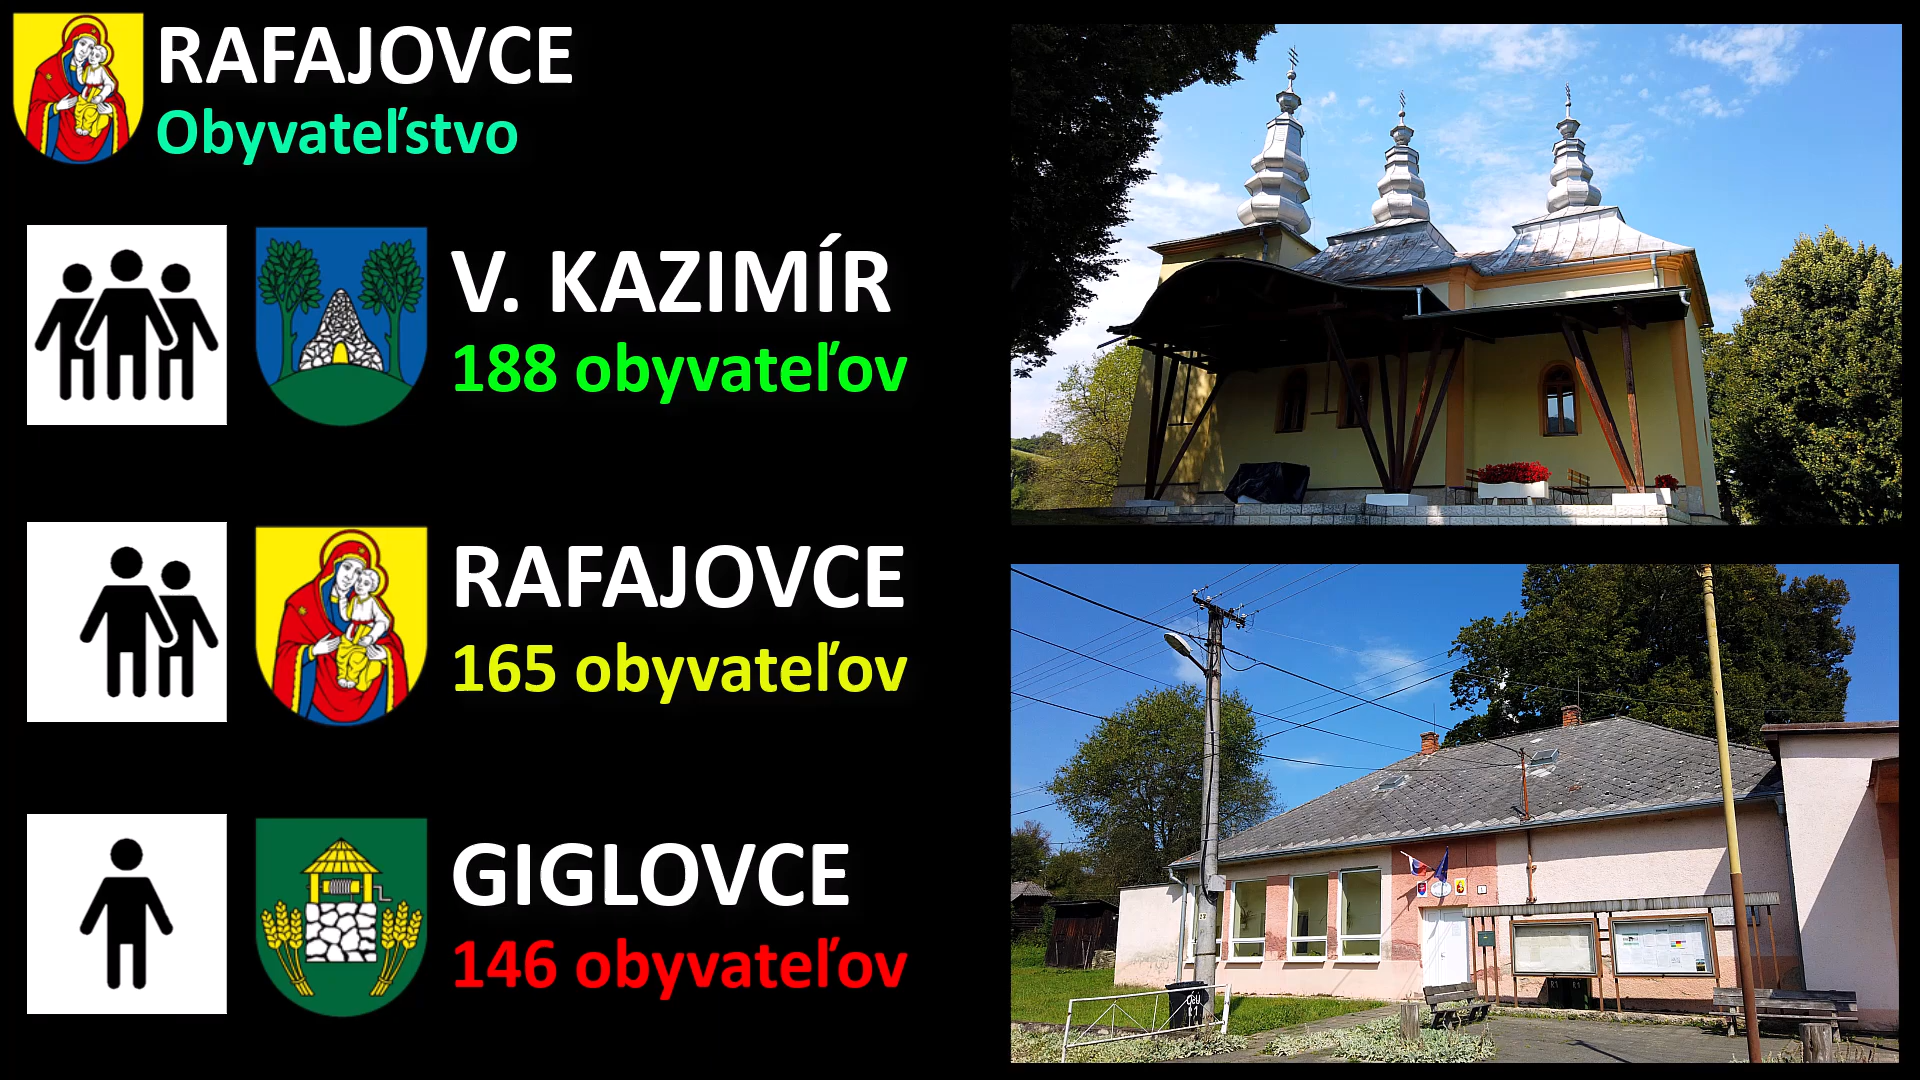 RAFAJOVCE
Obyvateľstvo
V. KAZIMÍR
188 obyvateľov
RAFAJOVCE
165 obyvateľov
GIGLOVCE
146 obyvateľov